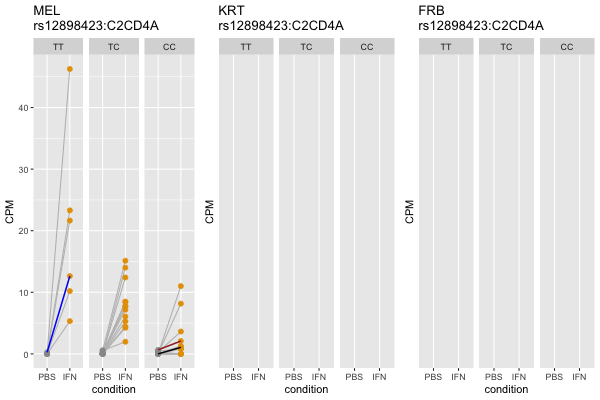 MEL
rs12898423:C2CD4A
TT TC CC
CPM
40
30
20
10
0
PBS IFN PBS IFN PBS IFN
condition
KRT
rs12898423:C2CD4A
TT TC CC
CPM
PBS IFN PBS IFN PBS IFN
condition
FRB
rs12898423:C2CD4A
TT TC CC
CPM
PBS IFN PBS IFN PBS IFN
condition